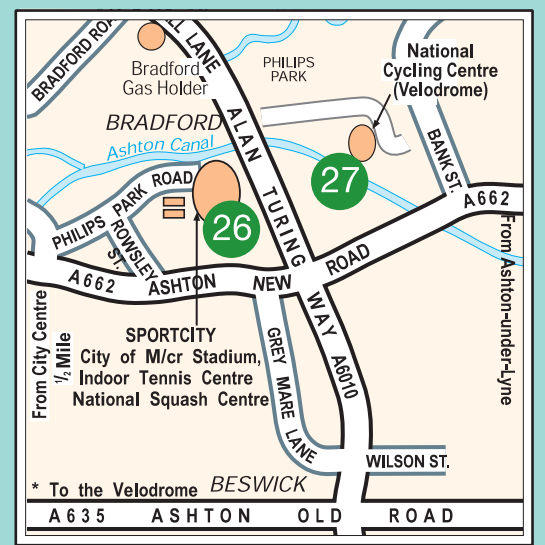 BRADFORD ROAD
LL LANE
Bradford
Gas Holder
PHILIPS
PARK
National
Cycling Centre
(Velodrome)
BRADFORD
Ashton Canal
ALAN TURING WAY A6010
BANK ST.
27
PHILIPS PARK ROAD
26
A662
ROWSLEY
ST.
From Ashton-under-Lyne
A662 ASHTON NEW ROAD
From City Centre
1/2 Mile
SPORTCITY
City of M/cr Stadium,
Indoor Tennis Centre
National Squash Centre
GREY MARE LANE
WILSON ST.
* To the Velodrome
BESWICK
A635 ASHTON OLD ROAD